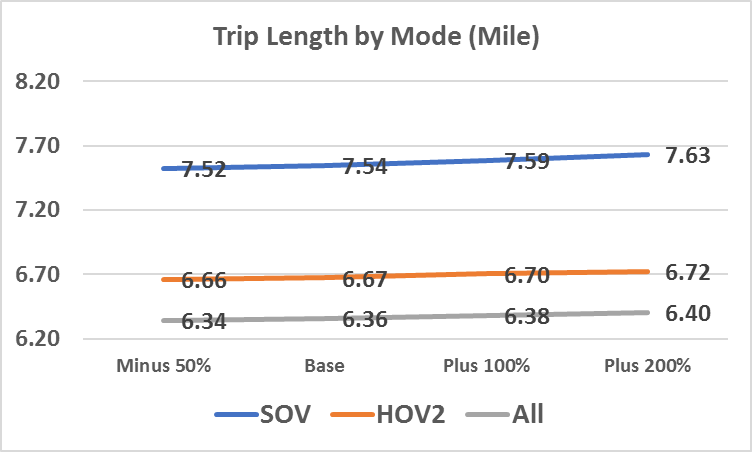 Trip Length by Mode (Mile)
8.20
7.70
7.52 7.54 7.59 7.63
7.20
6.70
6.66 6.67 6.70 6.72
6.34 6.36 6.38 6.40
6.20
Minus 50% Base Plus 100% Plus 200%
SOV HOV2 All